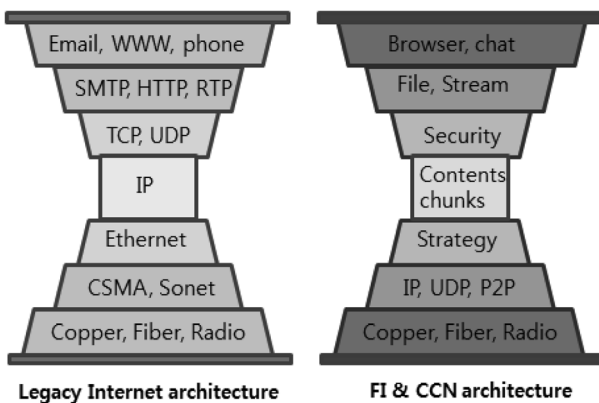 Email, WWW, phone
SMTP, HTTP, RTP
TCP, UDP
IP
Ethernet
CSMA, Sonet
Copper, Fiber, Radio
Legacy Internet architecture
Browser, chat
File, Stream
Security
Contents
chunks
Strategy
IP, UDP, P2P
Copper, Fiber, Radio
FI & CCN architecture